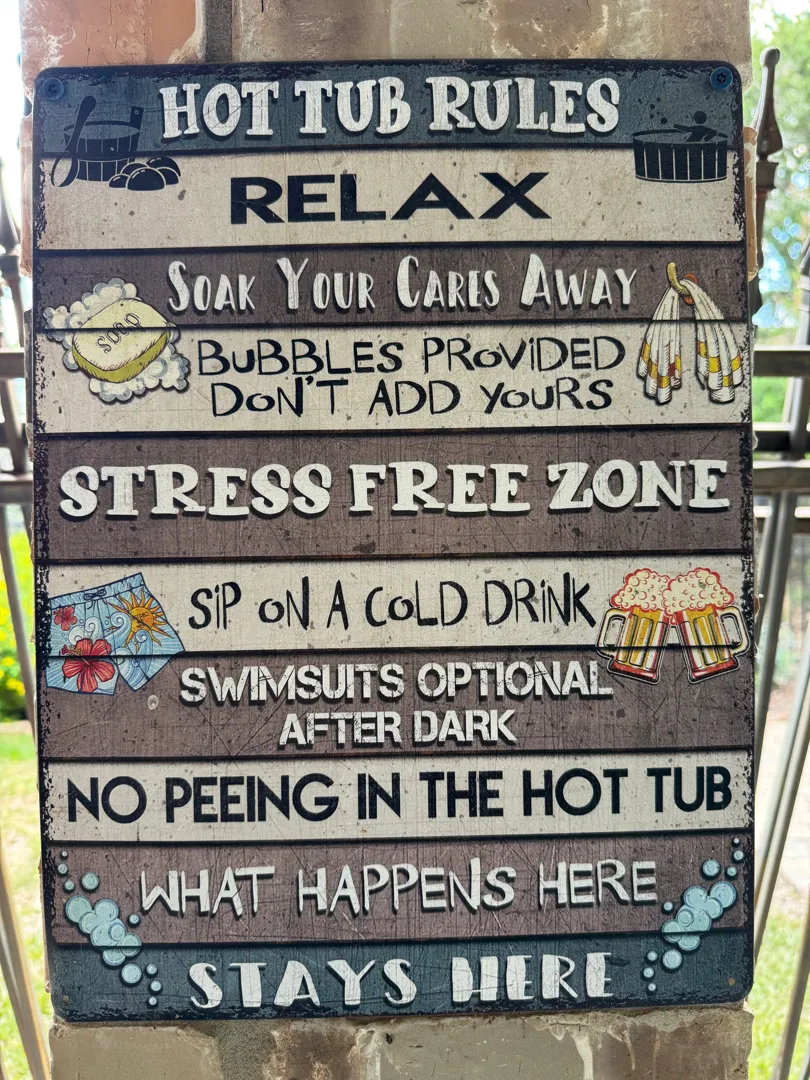 HOT TUB RULES
RELAX
SOAK YOUR CARES AWAY
SOAP
BUBBLES PROVIDED
DON'T ADD YOURS
STRESS FREE ZONE
SIP ON A COLD DRINK
SWIMSUITS OPTIONAL
AFTER DARK
NO PEEING IN THE HOT TUB
WHAT HAPPENS HERE
STAYS HERE